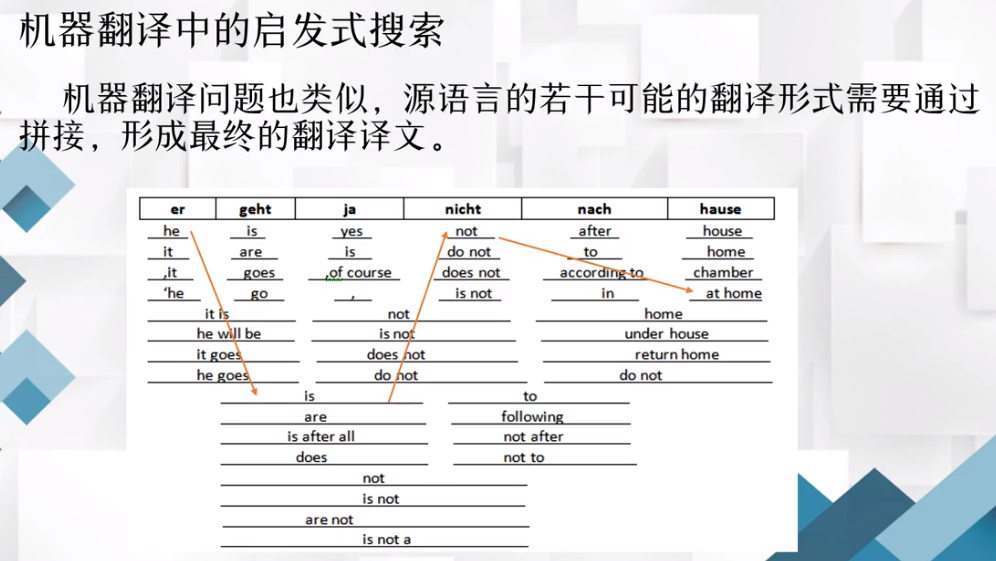 机器翻译中的启发式搜索
机器翻译问题也类似，源语言的若干可能的翻译形式需要通过
拼接，形成最终的翻译译文。
er geht ja nicht nach hause
he is yes not after house
it are is do not to home
,it goes ,of course does not according to chamber
‘he go , is not in at home
it is not home
he will be is not under house
it goes does not return home
he goes do not do not
is to
are following
is after all not after
does not to
not
is not
are not
is not a